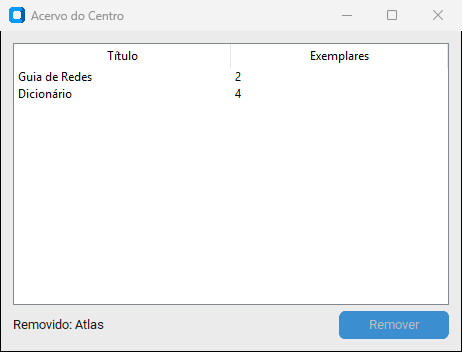 Acervo do Centro
Título Exemplares
Guia de Redes 2
Dicionário 4
Removido: Atlas Remover